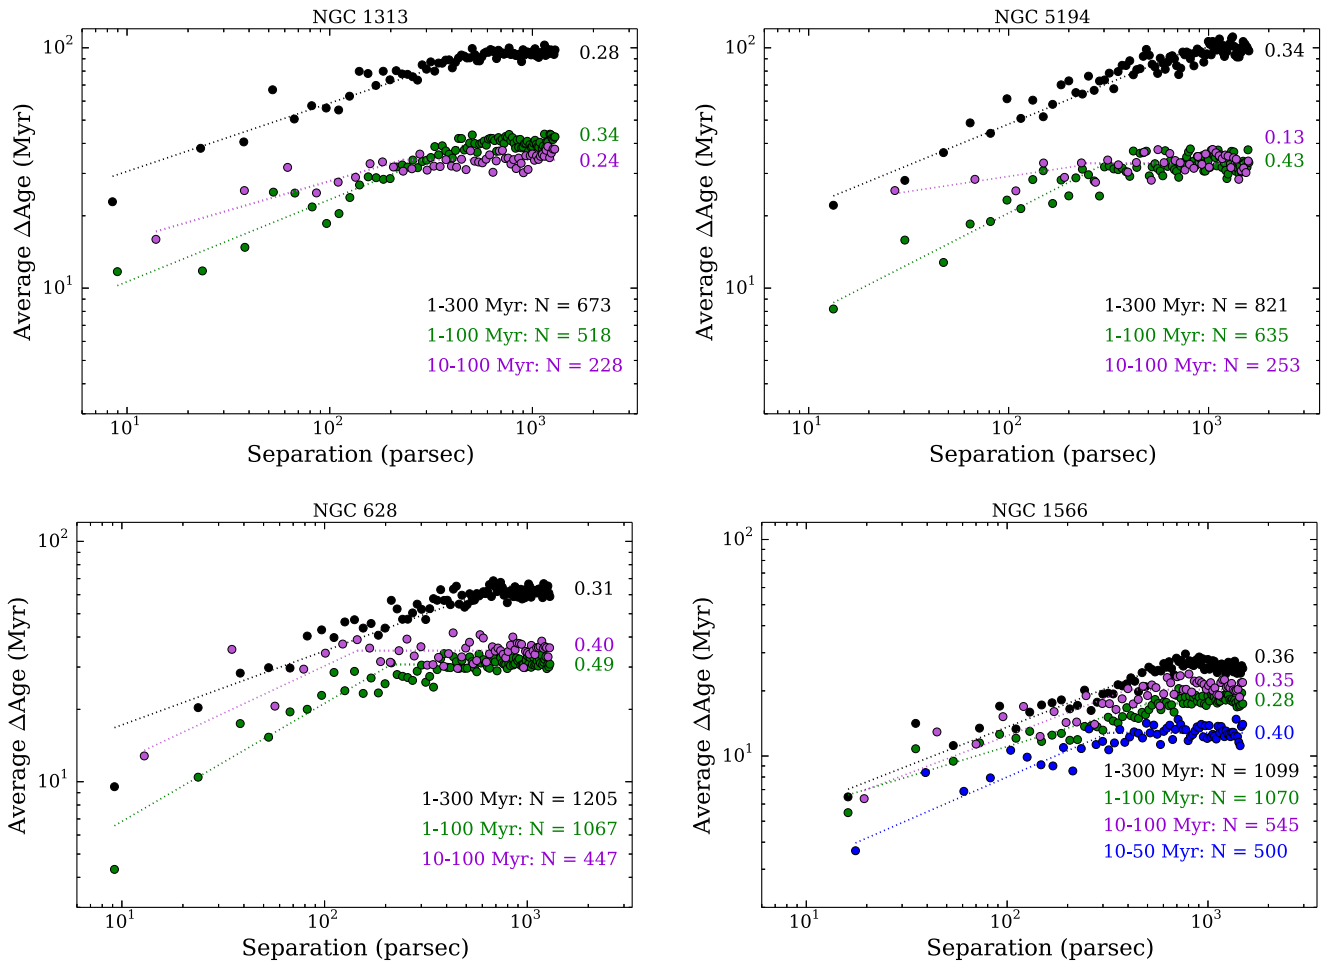 NGC 1313
10²
10¹
Average ΔAge (Myr)
0.28
0.34
0.24
1-300 Myr: N = 673
1-100 Myr: N = 518
10-100 Myr: N = 228
10¹ 10² 10³
Separation (parsec)
NGC 5194
10²
10¹
Average ΔAge (Myr)
0.34
0.13
0.43
1-300 Myr: N = 821
1-100 Myr: N = 635
10-100 Myr: N = 253
10¹ 10² 10³
Separation (parsec)
NGC 628
10²
10¹
Average ΔAge (Myr)
0.31
0.40
0.49
1-300 Myr: N = 1205
1-100 Myr: N = 1067
10-100 Myr: N = 447
10¹ 10² 10³
Separation (parsec)
NGC 1566
10²
10¹
Average ΔAge (Myr)
0.36
0.35
0.28
0.40
1-300 Myr: N = 1099
1-100 Myr: N = 1070
10-100 Myr: N = 545
10-50 Myr: N = 500
10¹ 10² 10³
Separation (parsec)